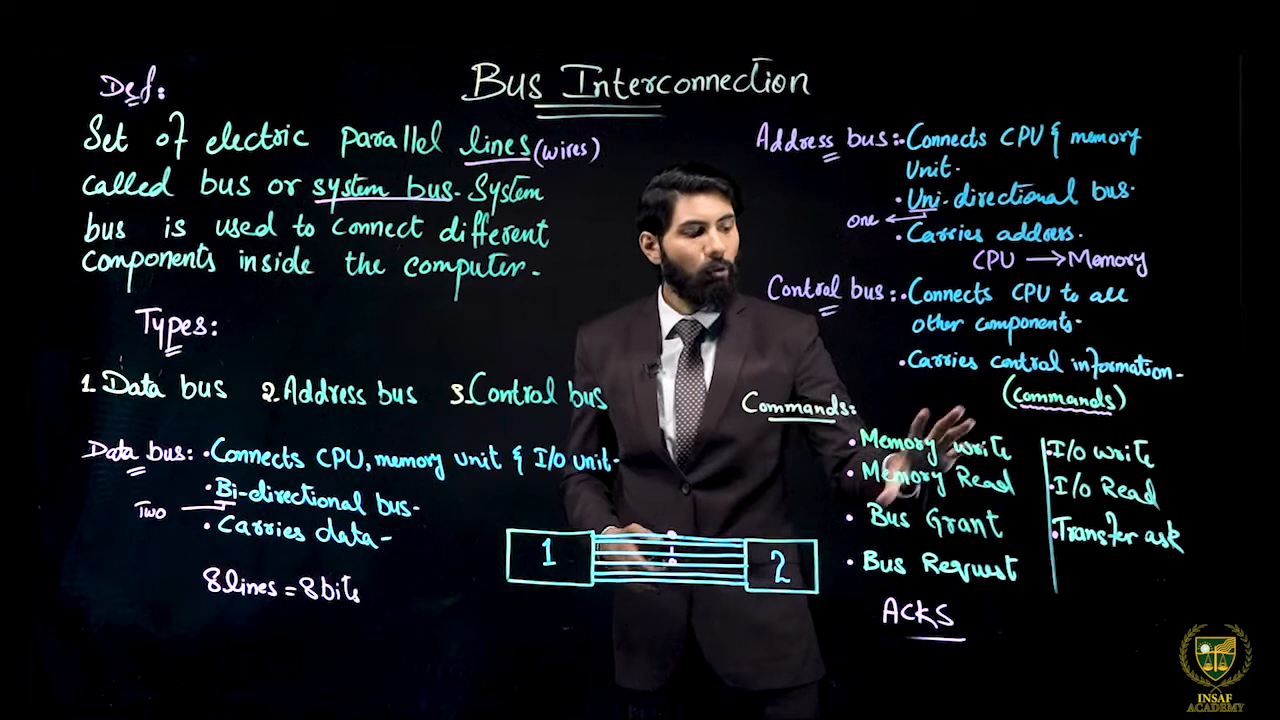 Bus Interconnection
Def:
Set of electric parallel lines (wires)
called bus or system bus. System
bus is used to connect different
components inside the computer.
Types:
1. Data bus 2. Address bus 3. Control bus
Data bus: • Connects CPU, memory unit & I/O unit.
• Bi-directional bus.
Two
• Carries data.
8 lines = 8 bits
1 2
Address bus: • Connects CPU & memory
Unit.
• Uni-directional bus.
one
• Carries address.
CPU → Memory
Control bus: • Connects CPU to all
other components.
• Carries control information.
(commands)
Commands:
• Memory write
• Memory Read
• Bus Grant
• Bus Request
• I/O write
• I/O Read
• Transfer ask
ACKS
INSAF
ACADEMY